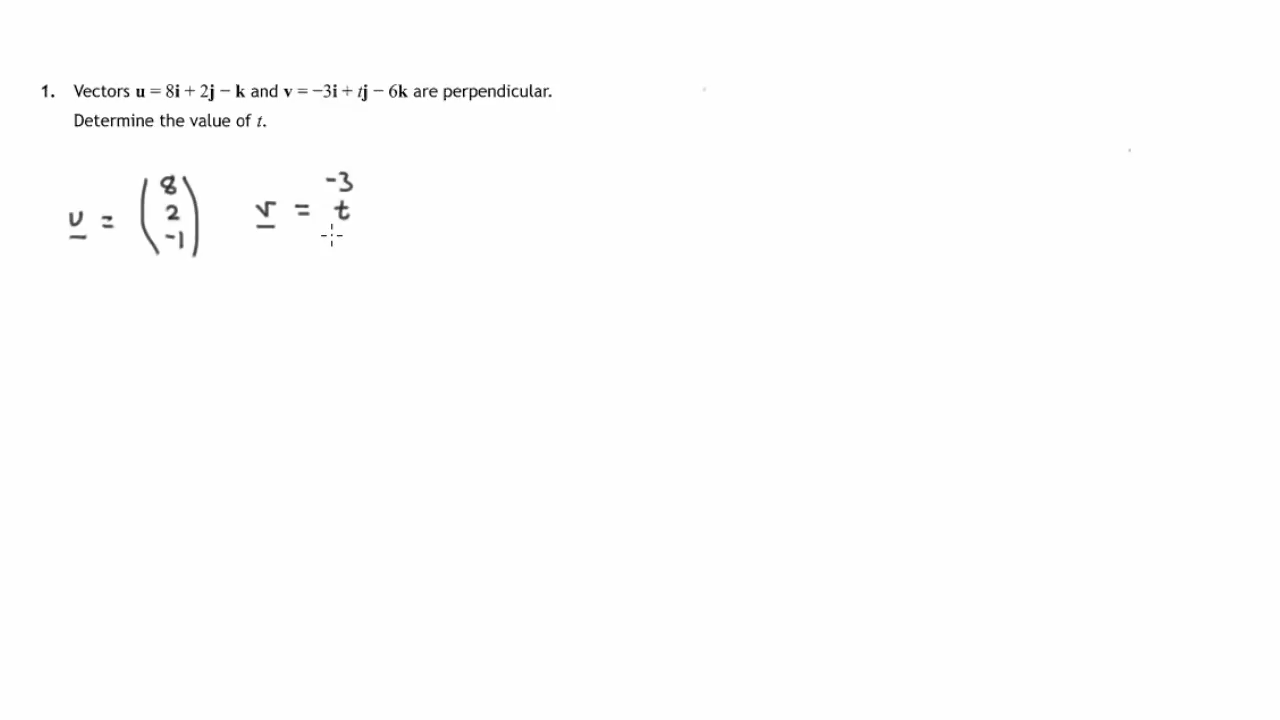 1. Vectors u = 8i + 2j − k and v = −3i + tj − 6k are perpendicular.
Determine the value of t.
u = (8 2 -1) v = -3 t